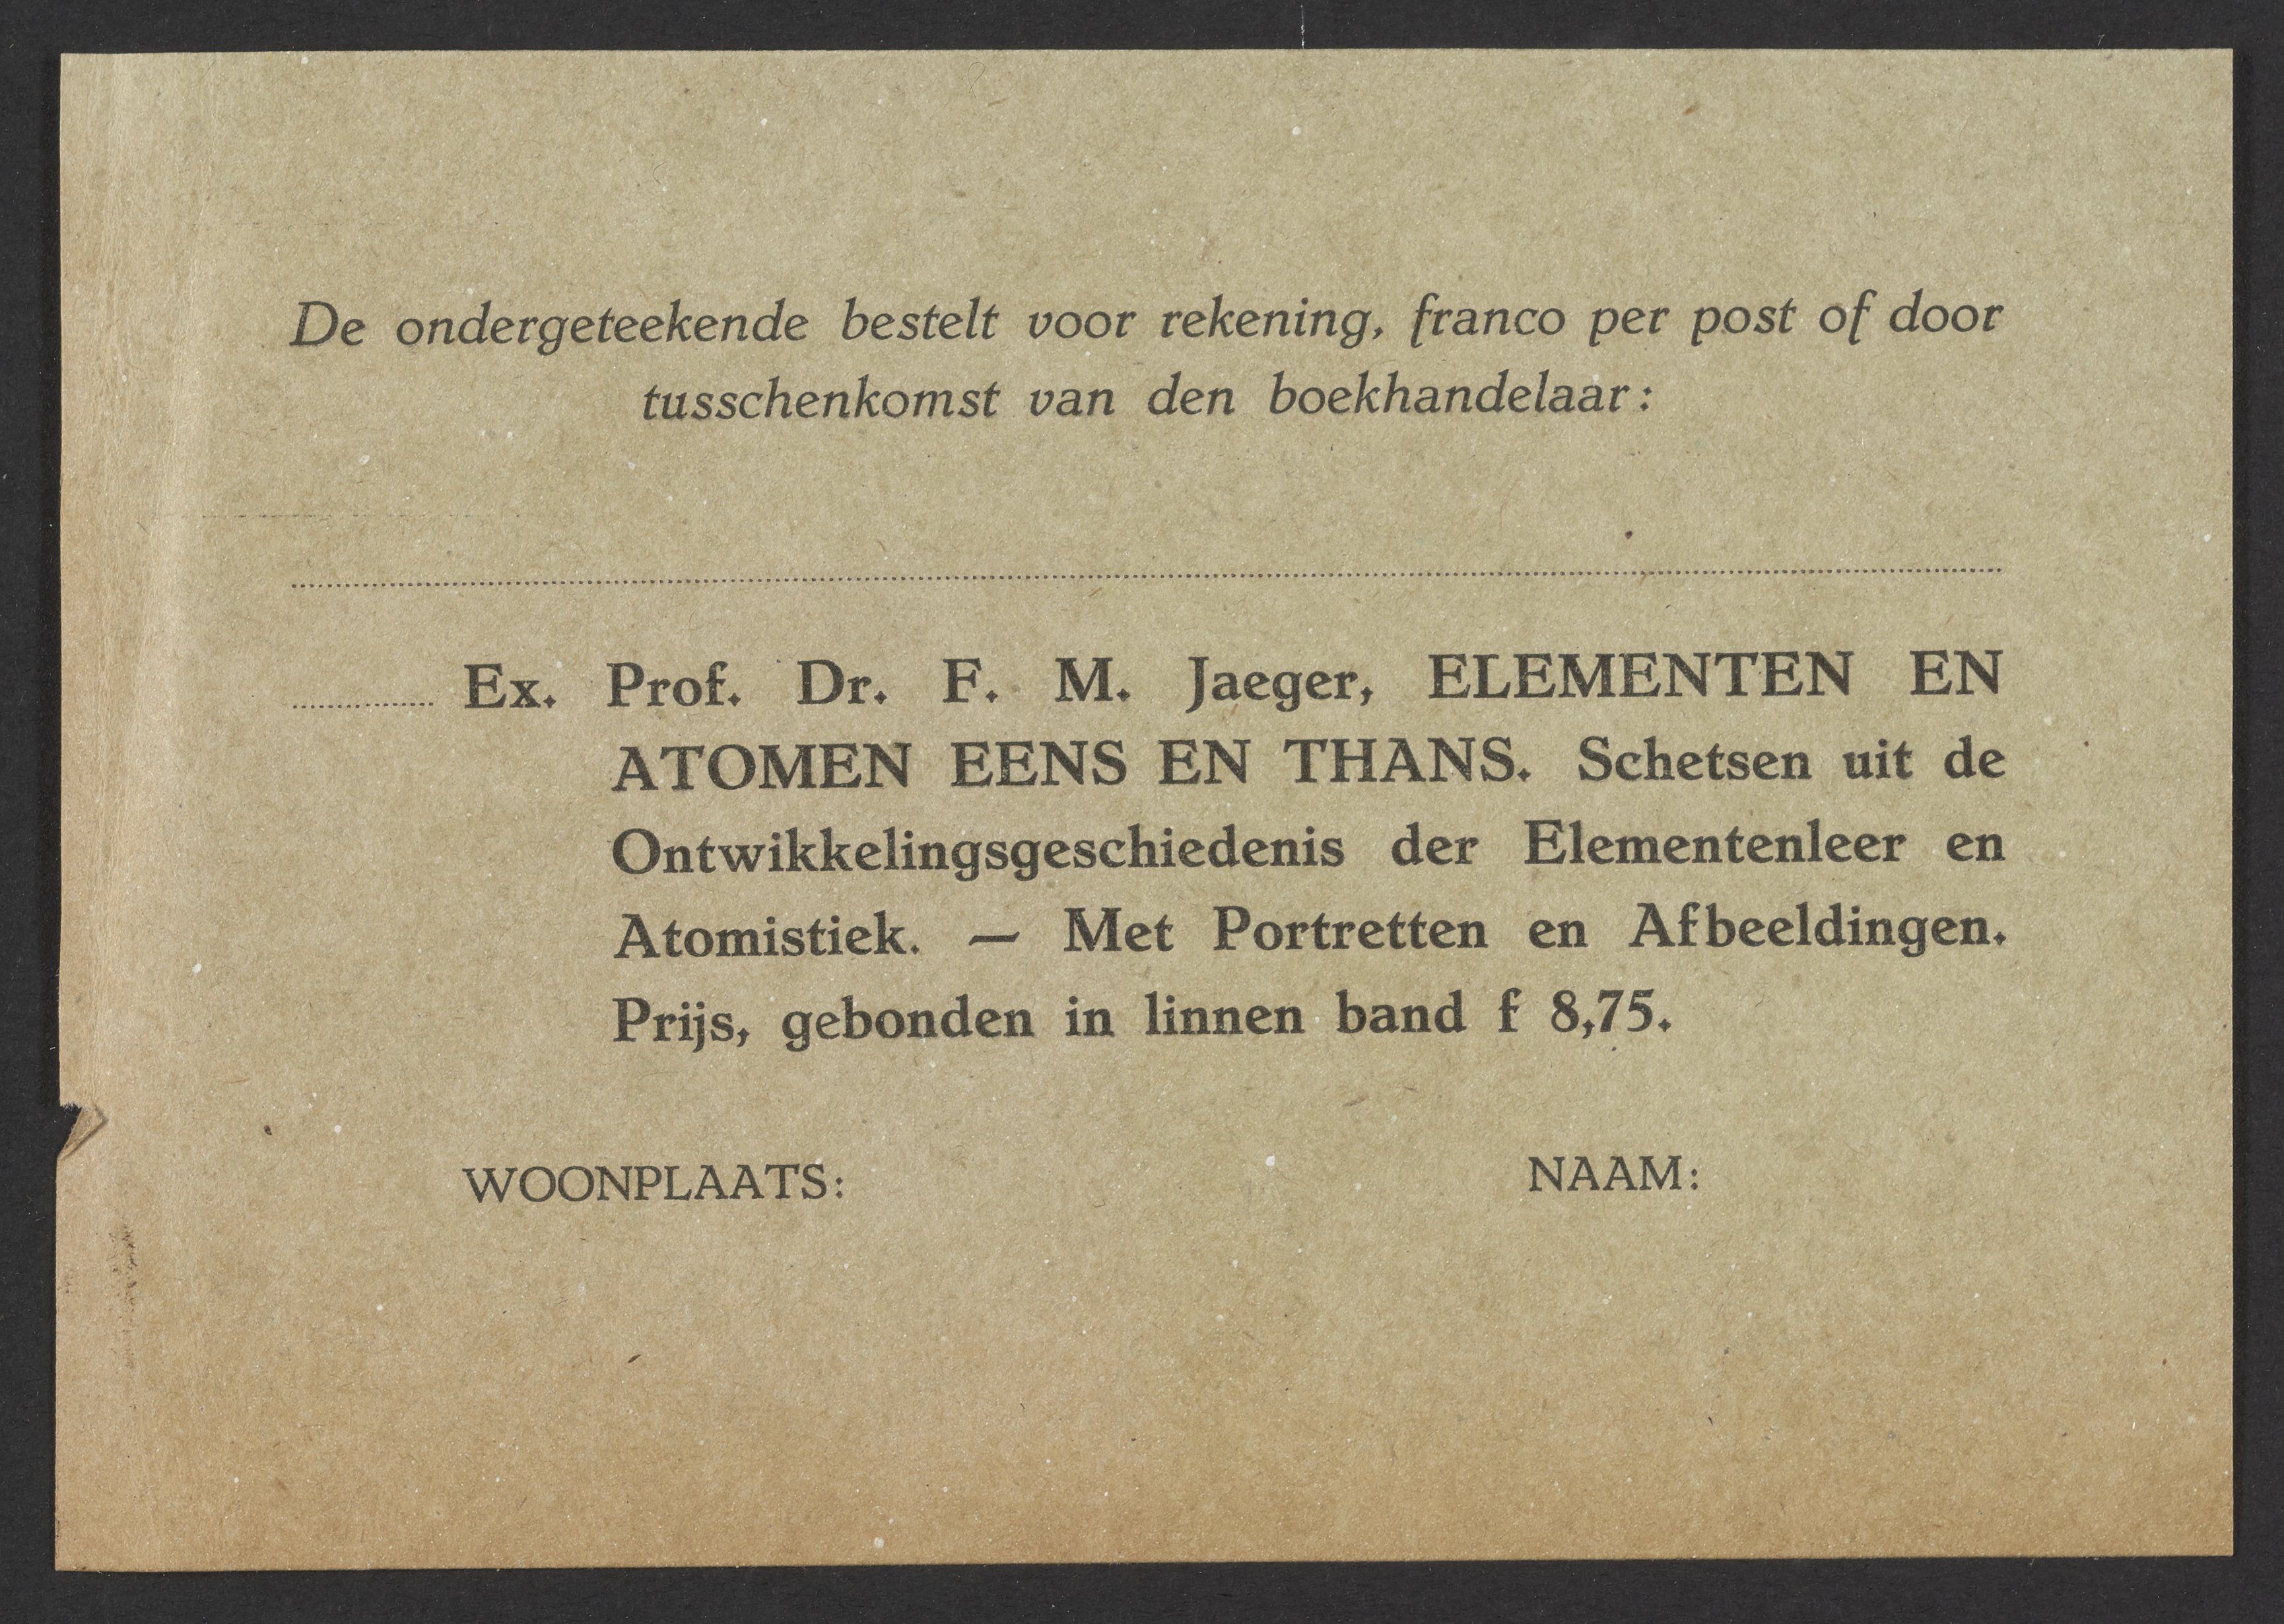 De ondergeteekende bestelt voor rekening, franco per post of door
tusschenkomst van den boekhandelaar:
Ex. Prof. Dr. F. M. Jaeger, ELEMENTEN EN
ATOMEN EENS EN THANS. Schetsen uit de
Ontwikkelingsgeschiedenis der Elementenleer en
Atomistiek. — Met Portretten en Afbeeldingen.
Prijs, gebonden in linnen band f 8,75.
WOONPLAATS: NAAM: